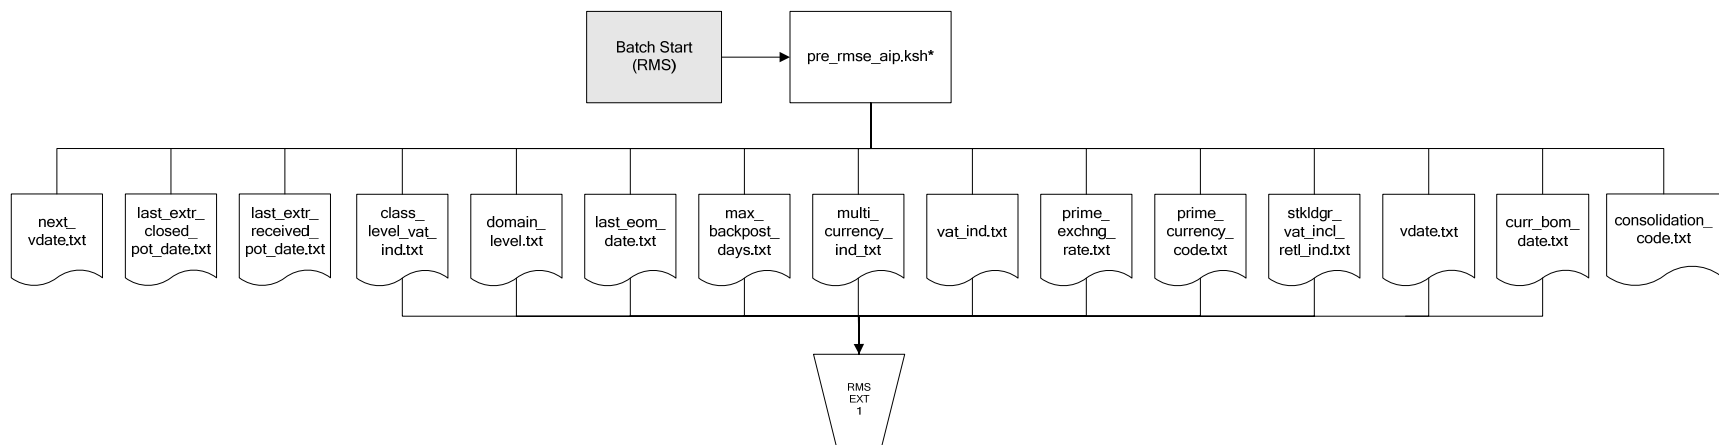 Batch Start
(RMS)
pre_rmse_aip.ksh*
next_
vdate.txt
last_extr_
closed_
pot_date.txt
last_extr_
received_
pot_date.txt
class_
level_vat_
ind.txt
domain_
level.txt
last_eom_
date.txt
max_
backpost_
days.txt
multi_
currency_
ind_txt
vat_ind.txt
prime_
exchng_
rate.txt
prime_
currency_
code.txt
stkldgr_
vat_incl_
retl_ind.txt
vdate.txt
curr_bom_
date.txt
consolidation_
code.txt
RMS
EXT
1